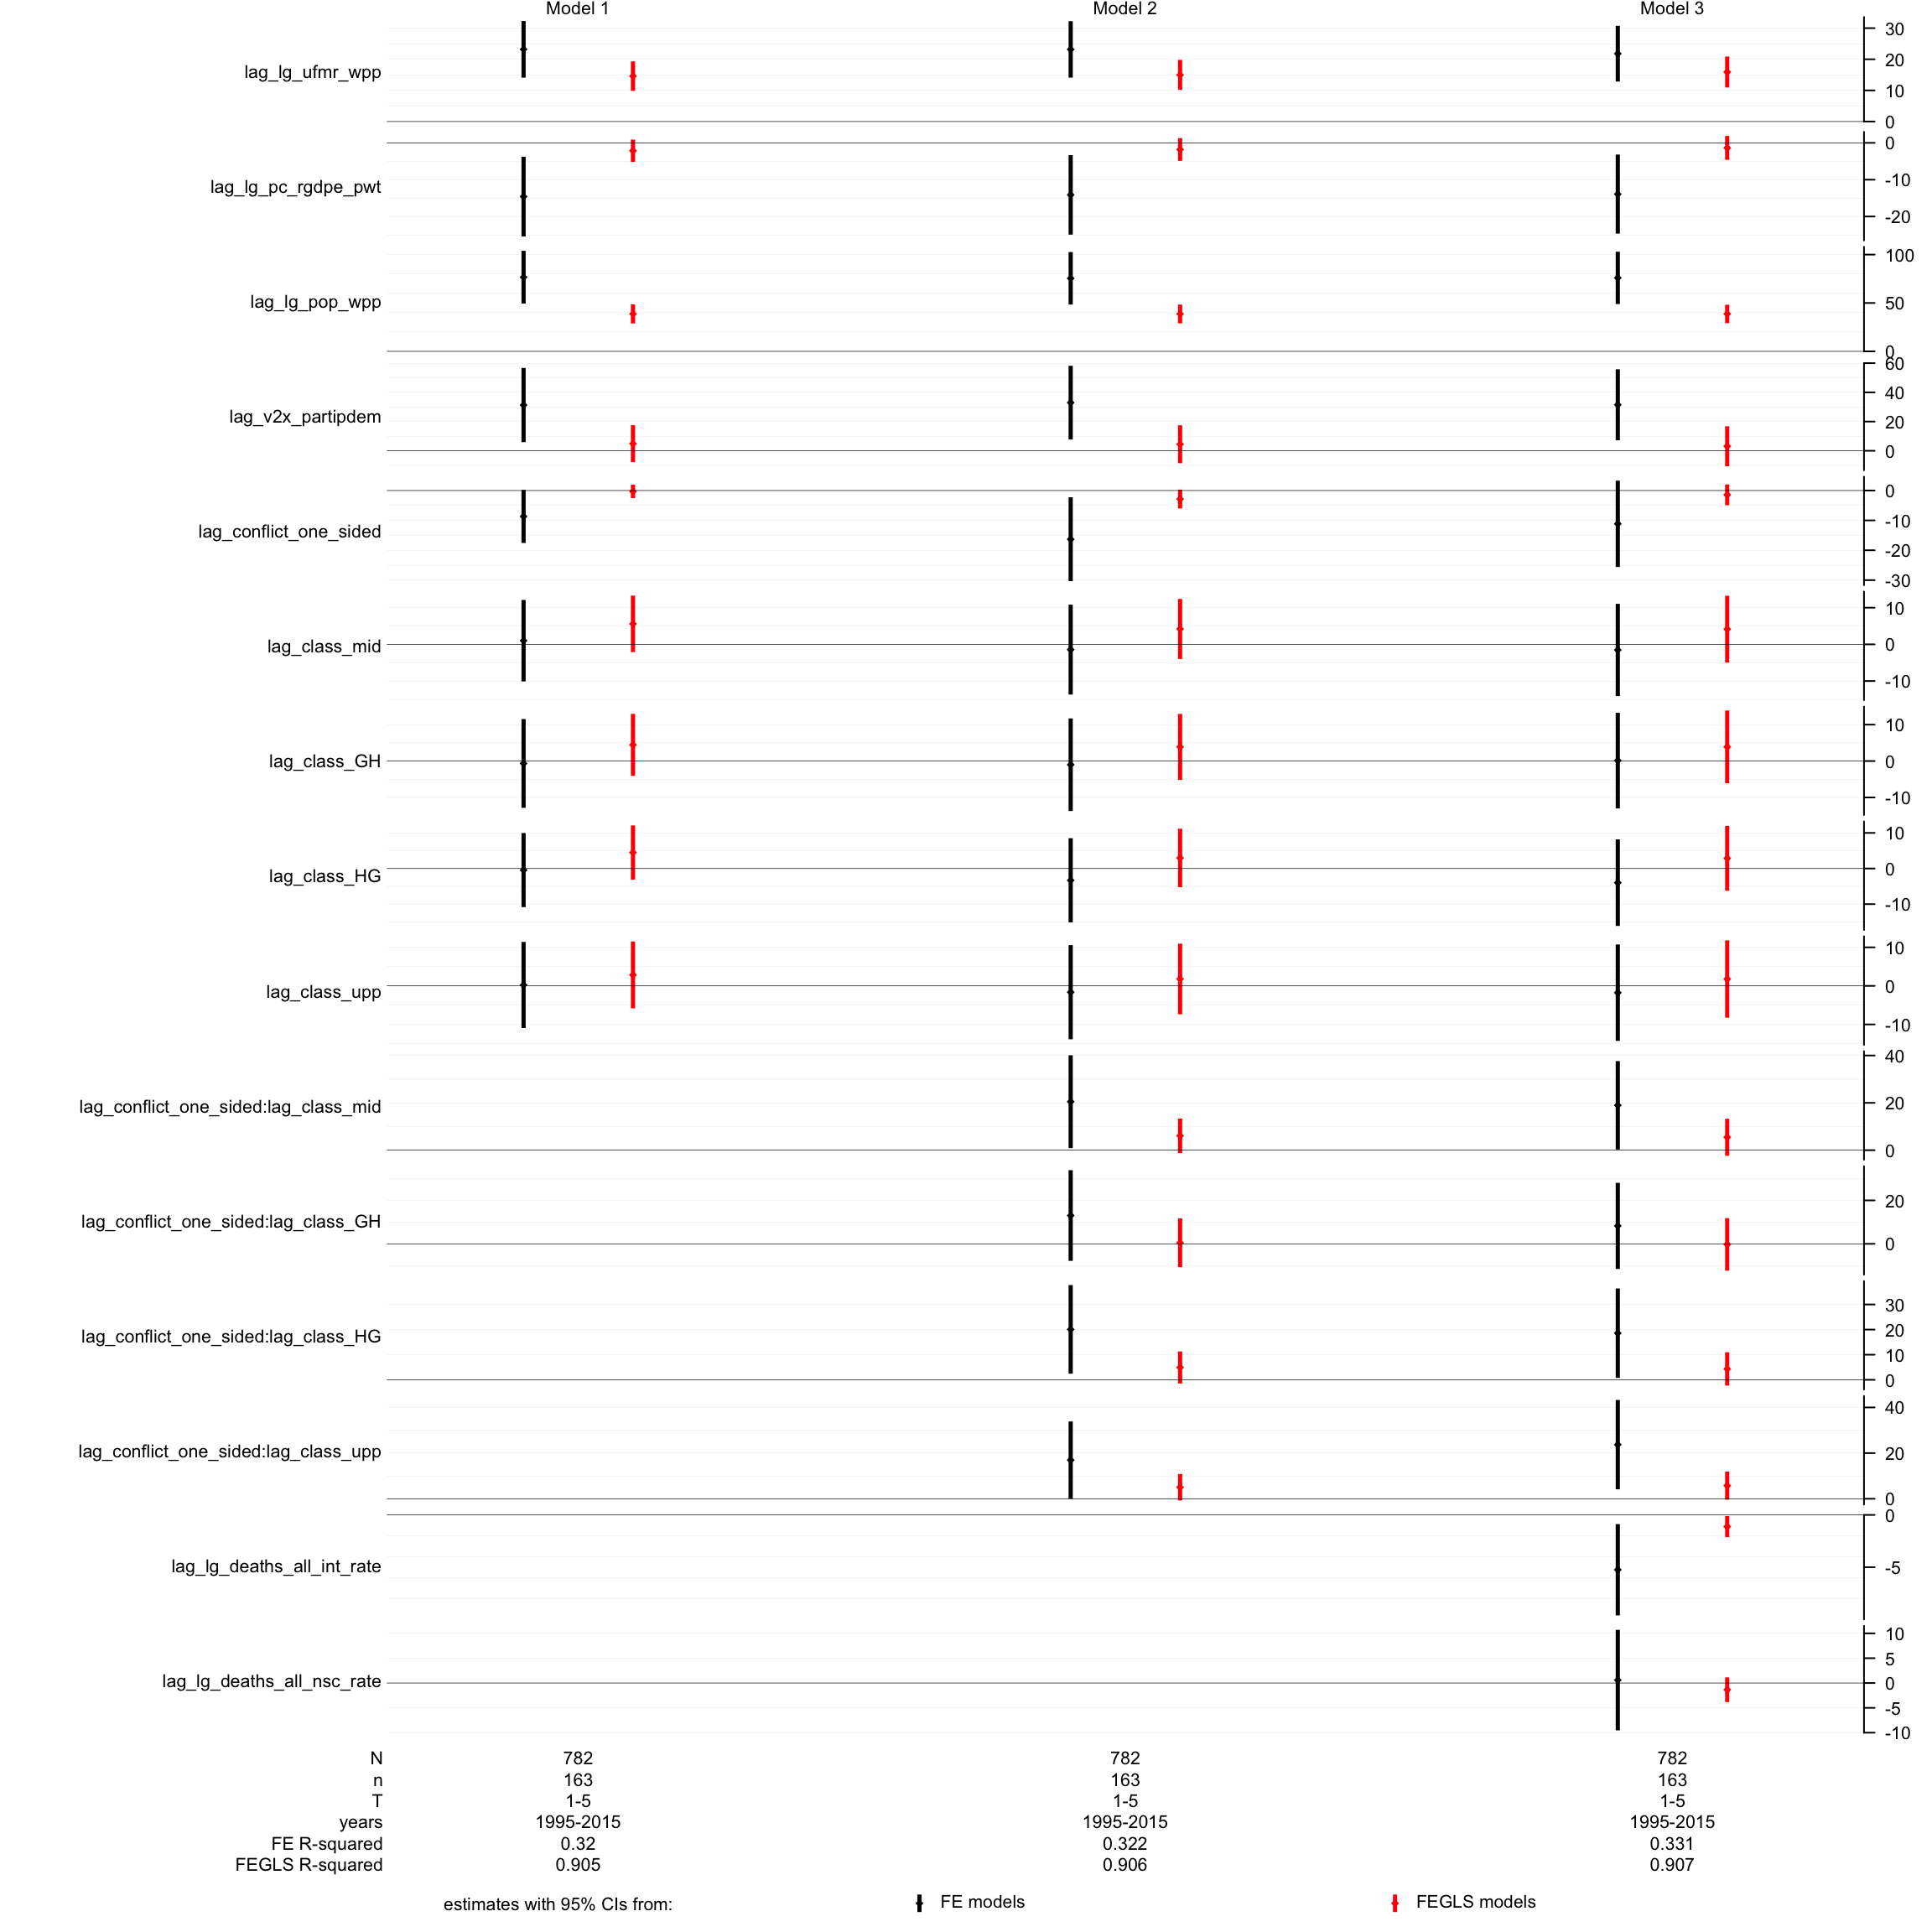 Model 1 Model 2 Model 3
lag_lg_ufmr_wpp
30
20
10
0
lag_lg_pc_rgdpe_pwt
0
-10
-20
lag_lg_pop_wpp
100
50
0
lag_v2x_partipdem
60
40
20
0
lag_conflict_one_sided
0
-10
-20
-30
lag_class_mid
10
0
-10
lag_class_GH
10
0
-10
lag_class_HG
10
0
-10
lag_class_upp
10
0
-10
lag_conflict_one_sided:lag_class_mid
40
20
0
lag_conflict_one_sided:lag_class_GH
20
0
lag_conflict_one_sided:lag_class_HG
30
20
10
0
lag_conflict_one_sided:lag_class_upp
40
20
0
lag_lg_deaths_all_int_rate
0
-5
lag_lg_deaths_all_nsc_rate
10
5
0
-5
-10
N 782 782 782
n 163 163 163
T 1-5 1-5 1-5
years 1995-2015 1995-2015 1995-2015
FE R-squared 0.32 0.322 0.331
FEGLS R-squared 0.905 0.906 0.907
estimates with 95% CIs from: FE models FEGLS models